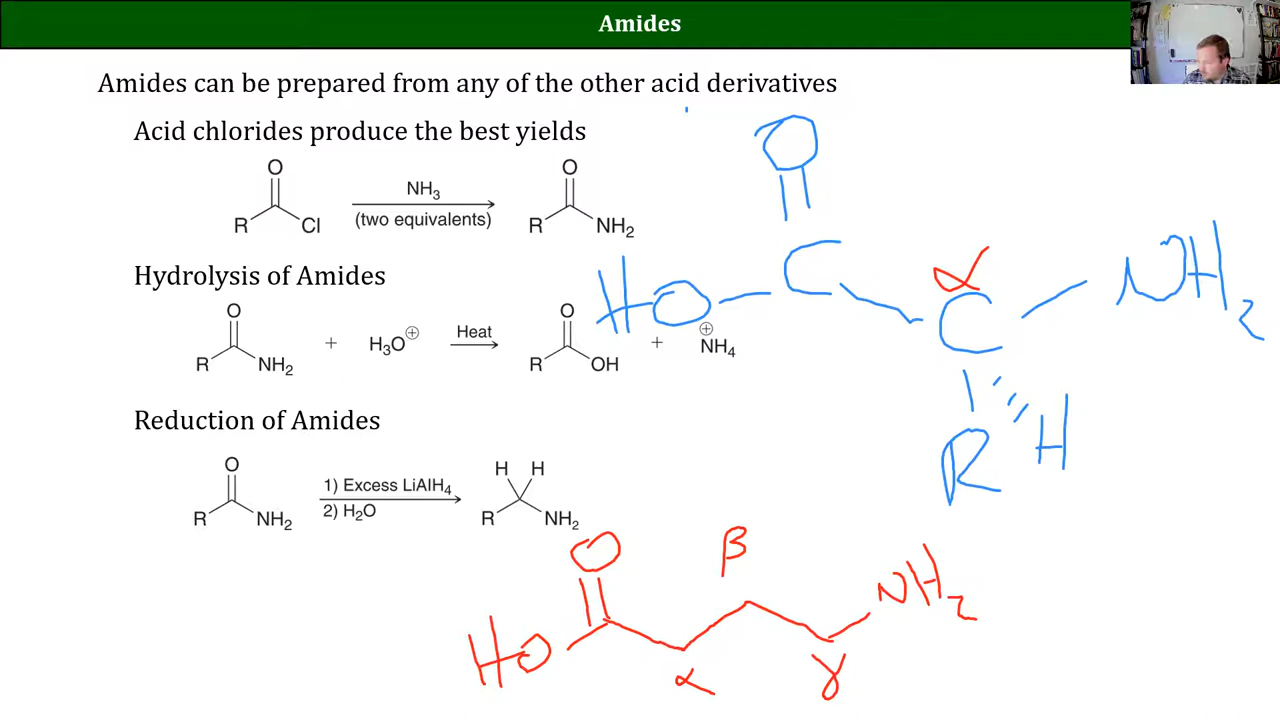 Amides
Amides can be prepared from any of the other acid derivatives
Acid chlorides produce the best yields
O
R
Cl
NH3
(two equivalents)
O
R
NH2
Hydrolysis of Amides
O
R
NH2
+
H3O⊕
Heat
O
R
OH
+
⊕
NH4
Reduction of Amides
O
R
NH2
1) Excess LiAlH4
2) H2O
H H
R
NH2
O
HO
C
α
C
NH2
R
H
O
HO
α
β
γ
NH2